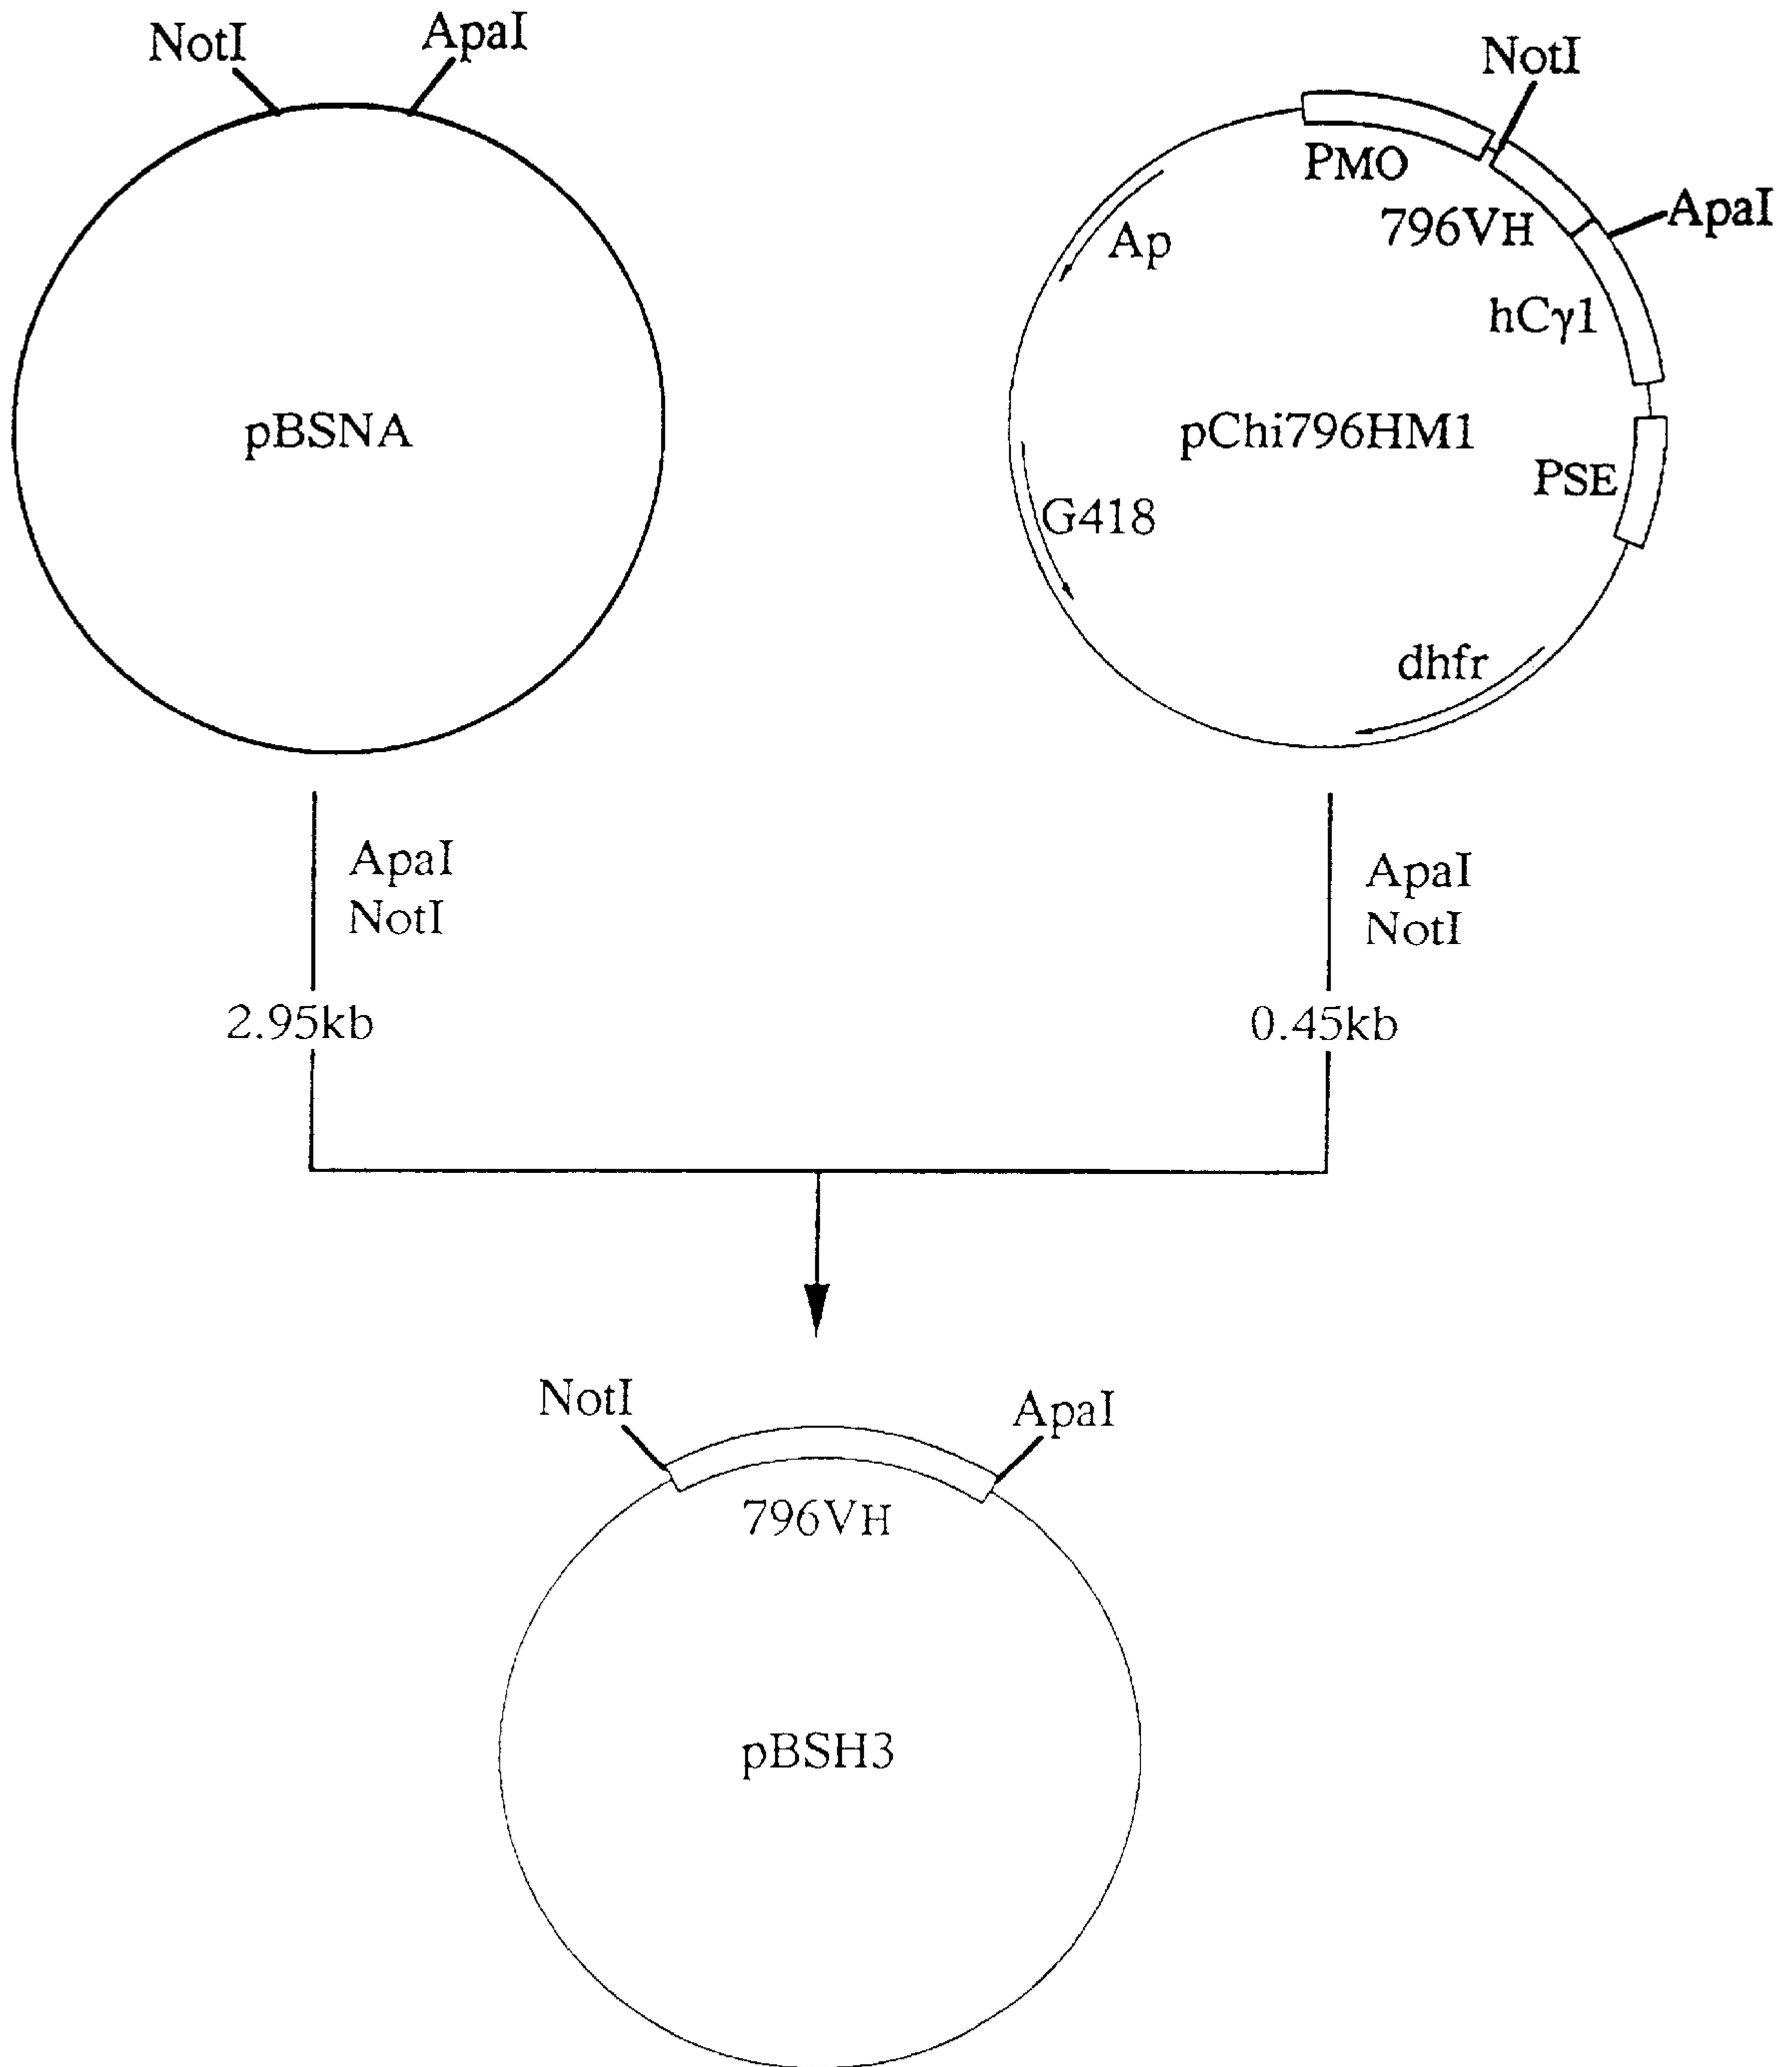 NotI
ApaI
pBSNA
NotI
PMO
ApaI
796VH
Ap
hCγ1
pChi796HM1
PSE
G418
dhfr
ApaI
NotI
2.95kb
ApaI
NotI
0.45kb
NotI
ApaI
796VH
pBSH3